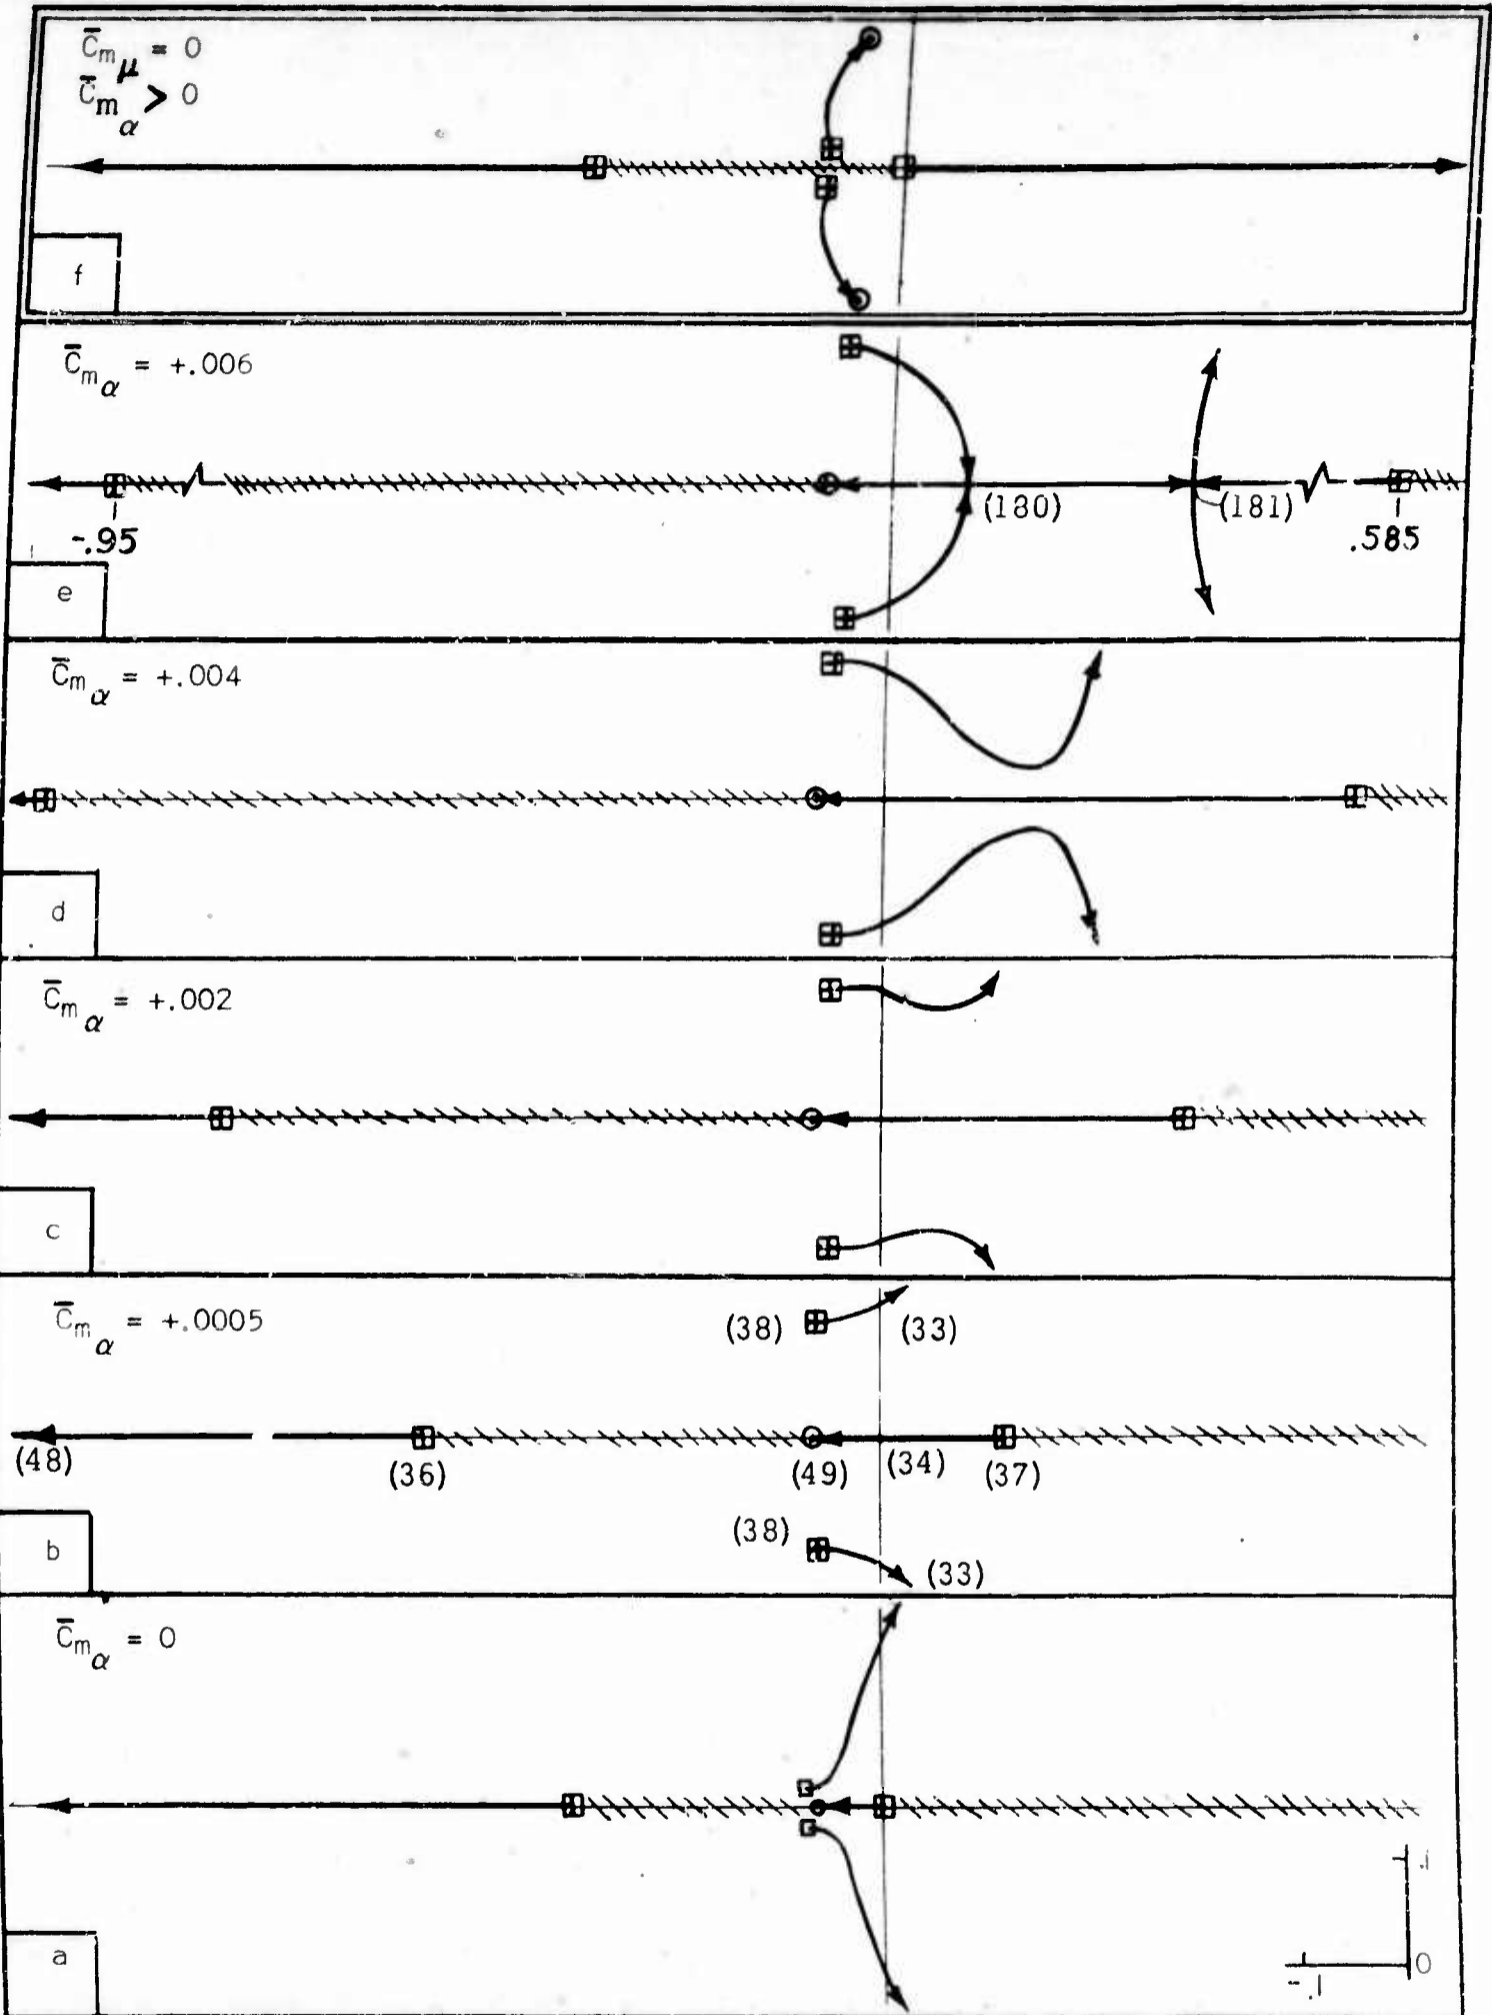 C̄mμ = 0
C̄mα > 0
f
C̄mα = +.006
(180)
(181)
-.95
.585
e
C̄mα = +.004
d
C̄mα = +.002
c
C̄mα = +.0005
(38)
(33)
(48)
(36)
(49)
(34)
(37)
(38)
(33)
b
C̄mα = 0
.1
a
0
-.1